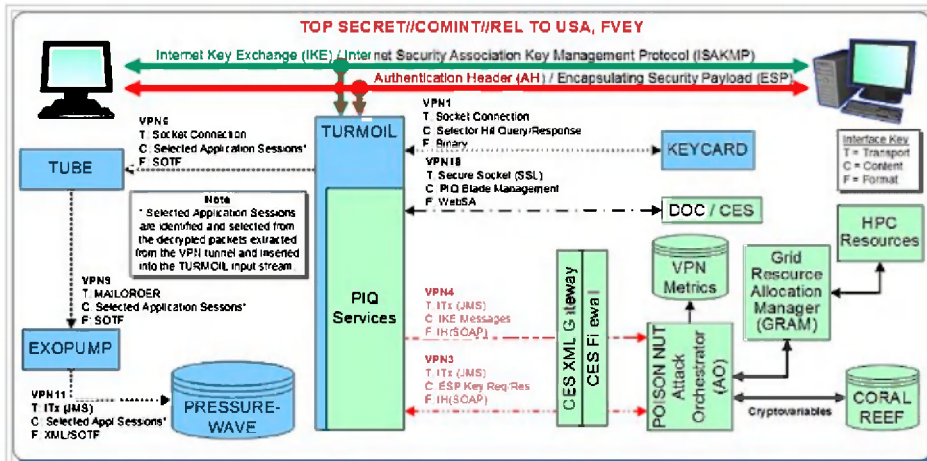 TOP SECRET//COMINT//REL TO USA, FVEY
Internet Key Exchange (IKE) / Internet Security Association Key Management Protocol (ISAKMP)
Authentication Header (AH) / Encapsulating Security Payload (ESP)
VPN1
T: Socket Connection
C: Selector Hit Query/Response
F: Binary
VPN6
T: Socket Connection
C: Selected Application Sessions*
F: SOTF
TURMOIL
KEYCARD
Interface Key
T = Transport
C = Content
F = Format
TUBE
VPN18
T: Secure Socket (SSL)
C: PIQ Blade Management
F: WebSA
DOC / CES
Note
* Selected Application Sessions
are identified and selected from
the decrypted packets extracted
from the VPN tunnel and inserted
into the TURMOIL input stream.
HPC
Resources
VPN
Metrics
Grid
Resource
Allocation
Manager
(GRAM)
VPN9
T: MAILORDER
C: Selected Application Sessions*
F: SOTF
PIQ
Services
VPN4
T: ITx (JMS)
C: IKE Messages
F: IH(SOAP)
CES XML Gateway
CES Firewall
EXOPUMP
VPN3
T: ITx (JMS)
C: ESP Key Req/Res
F: IH(SOAP)
POISON NUT
Attack
Orchestrator
(AO)
VPN11
T: ITx (JMS)
C: Selected Appl Sessions*
F: XML/SOTF
PRESSURE-
WAVE
Cryptovariables
CORAL
REEF